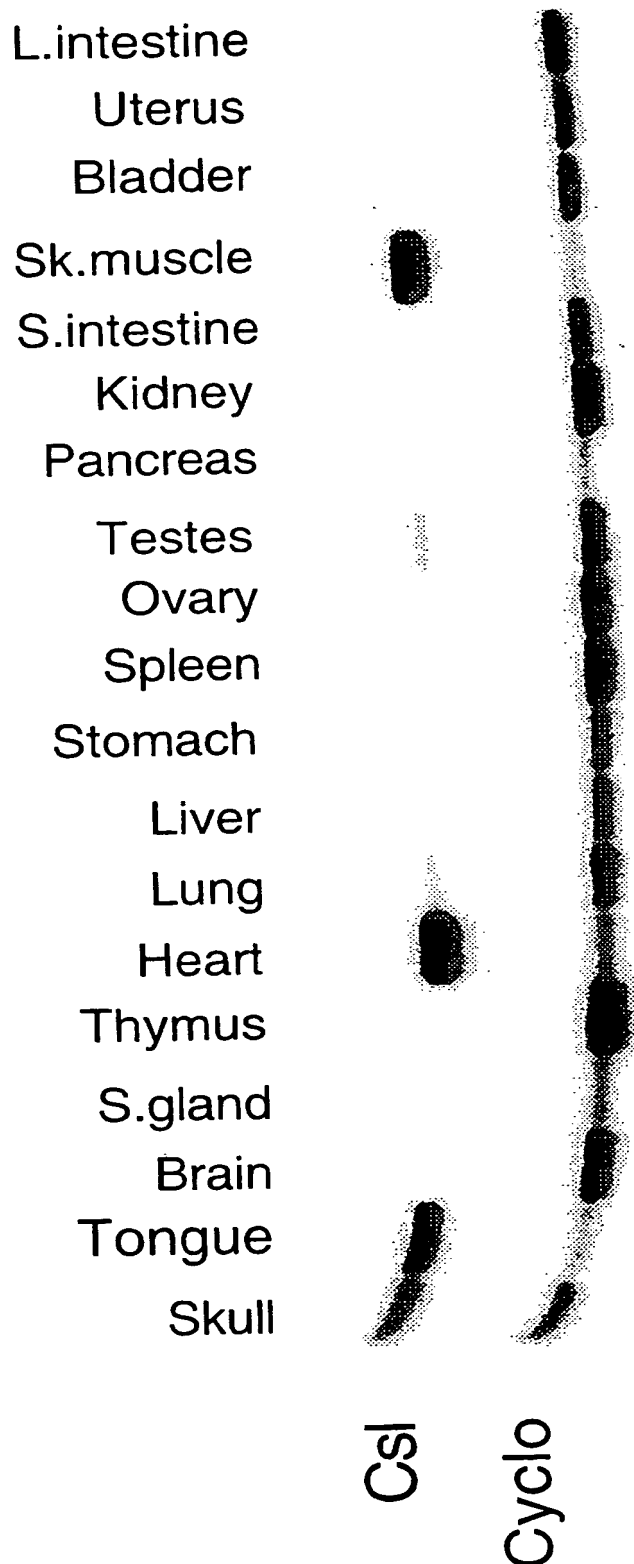 L.intestine
Uterus
Bladder
Sk.muscle
S.intestine
Kidney
Pancreas
Testes
Ovary
Spleen
Stomach
Liver
Lung
Heart
Thymus
S.gland
Brain
Tongue
Skull
Csl
Cyclo